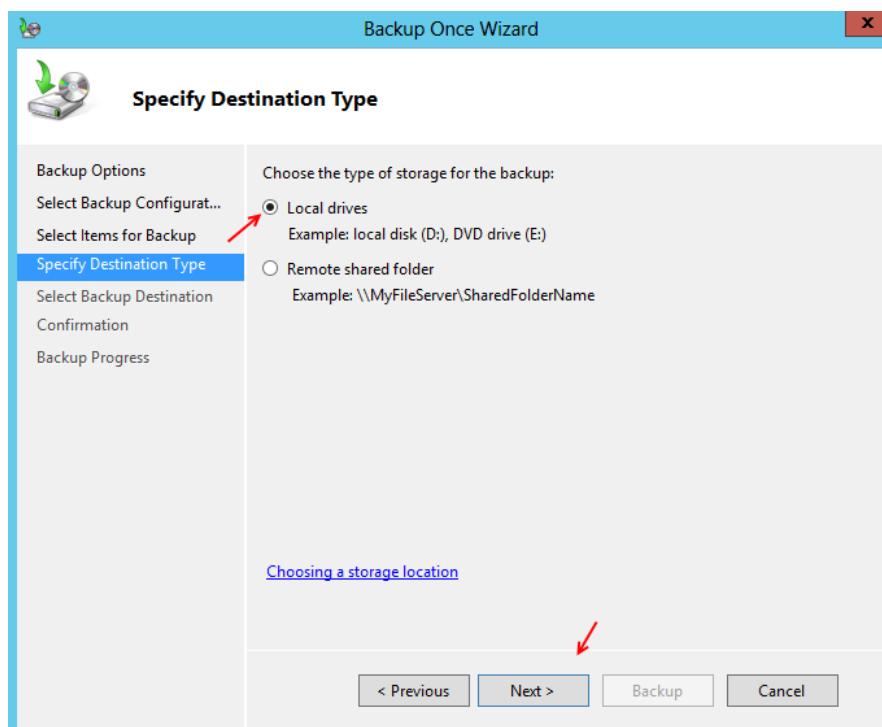 Backup Once Wizard
x
Specify Destination Type
Backup Options
Select Backup Configurat...
Select Items for Backup
Specify Destination Type
Select Backup Destination
Confirmation
Backup Progress
Choose the type of storage for the backup:
Local drives
Example: local disk (D:), DVD drive (E:)
Remote shared folder
Example: \\MyFileServer\SharedFolderName
Choosing a storage location
< Previous
Next >
Backup
Cancel